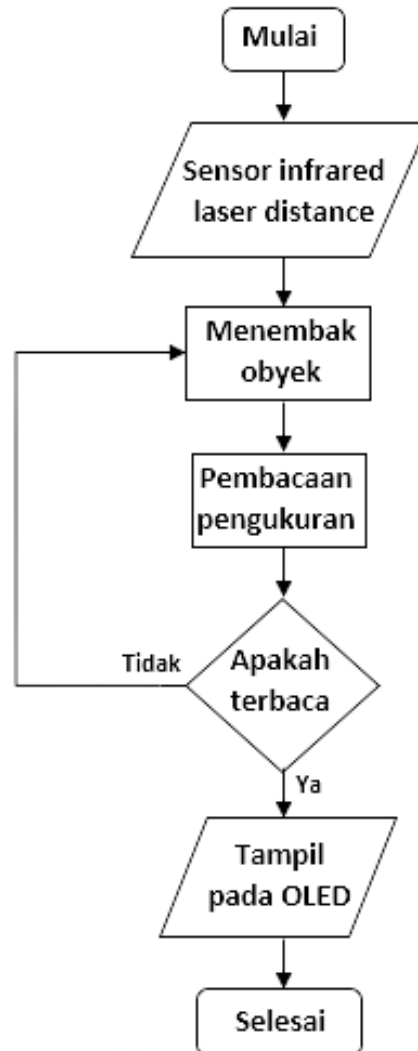 Mulai
Sensor infrared
laser distance
Menembak
obyek
Pembacaan
pengukuran
Apakah
terbaca
Tidak
Ya
Tampil
pada OLED
Selesai